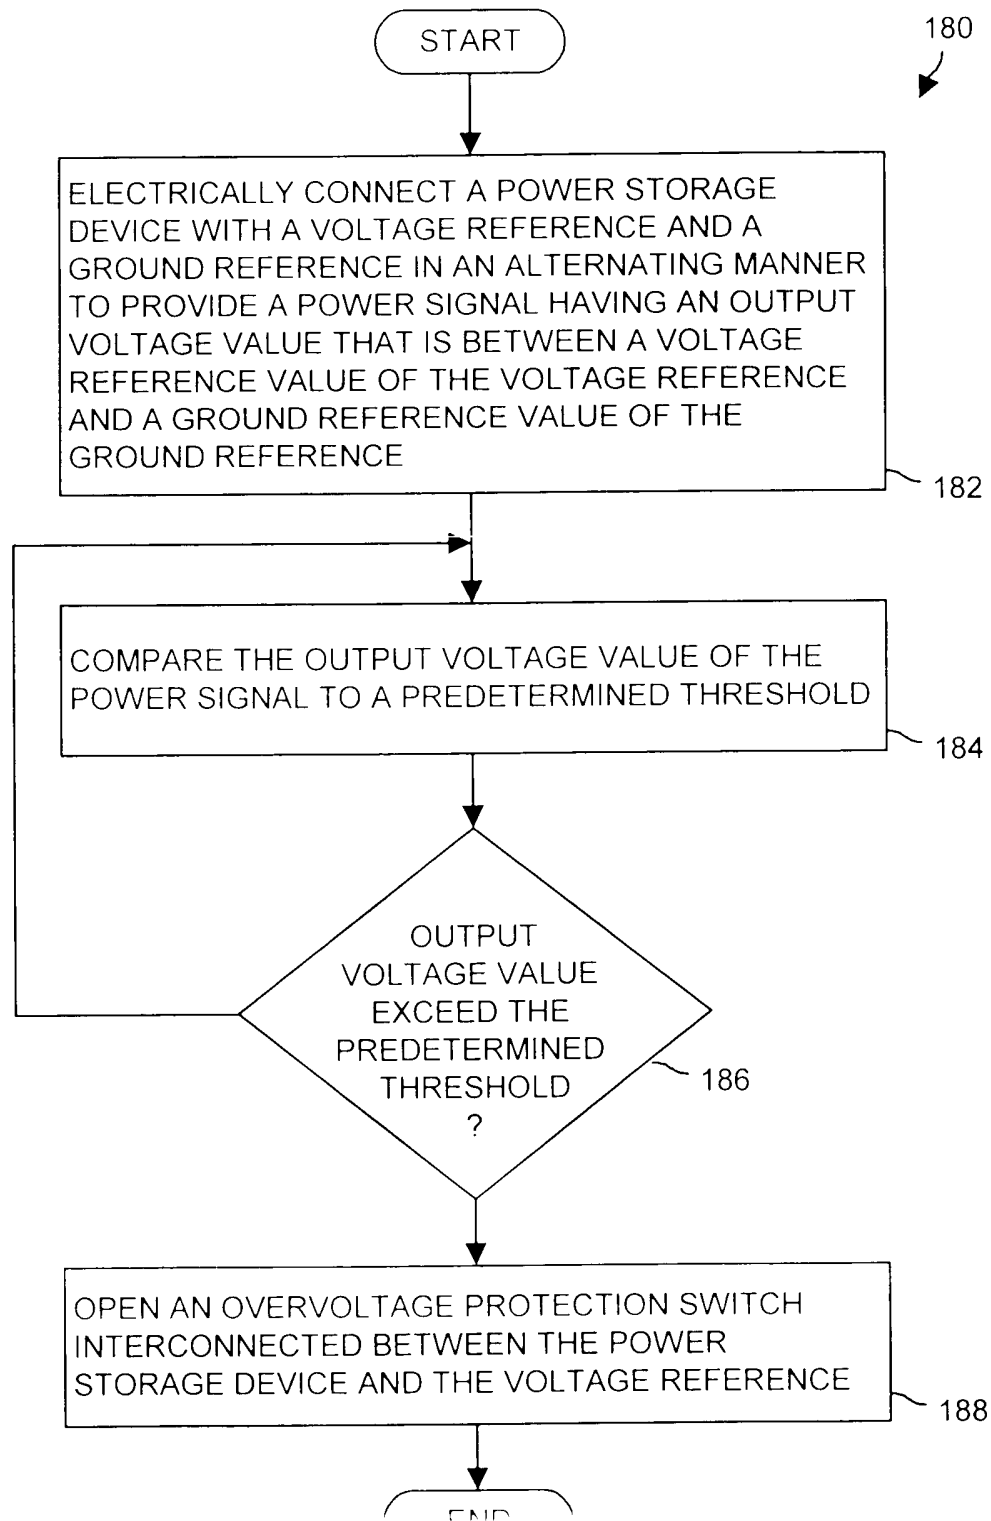 START
180
ELECTRICALLY CONNECT A POWER STORAGE
DEVICE WITH A VOLTAGE REFERENCE AND A
GROUND REFERENCE IN AN ALTERNATING MANNER
TO PROVIDE A POWER SIGNAL HAVING AN OUTPUT
VOLTAGE VALUE THAT IS BETWEEN A VOLTAGE
REFERENCE VALUE OF THE VOLTAGE REFERENCE
AND A GROUND REFERENCE VALUE OF THE
GROUND REFERENCE
182
COMPARE THE OUTPUT VOLTAGE VALUE OF THE
POWER SIGNAL TO A PREDETERMINED THRESHOLD
184
OUTPUT
VOLTAGE VALUE
EXCEED THE
PREDETERMINED
THRESHOLD
?
186
OPEN AN OVERVOLTAGE PROTECTION SWITCH
INTERCONNECTED BETWEEN THE POWER
STORAGE DEVICE AND THE VOLTAGE REFERENCE
188
END